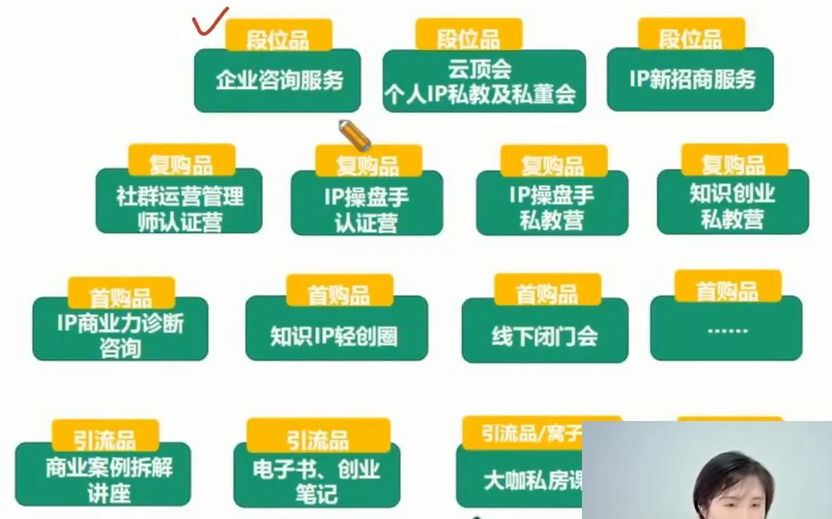 段位品
企业咨询服务
段位品
云顶会
个人IP私教及私董会
段位品
IP新招商服务
复购品
社群运营管理
师认证营
复购品
IP操盘手
认证营
复购品
IP操盘手
私教营
复购品
知识创业
私教营
首购品
IP商业力诊断
咨询
首购品
知识IP轻创圈
首购品
线下闭门会
首购品
······
引流品
商业案例拆解
讲座
引流品
电子书、创业
笔记
引流品/窝子
大咖私房课